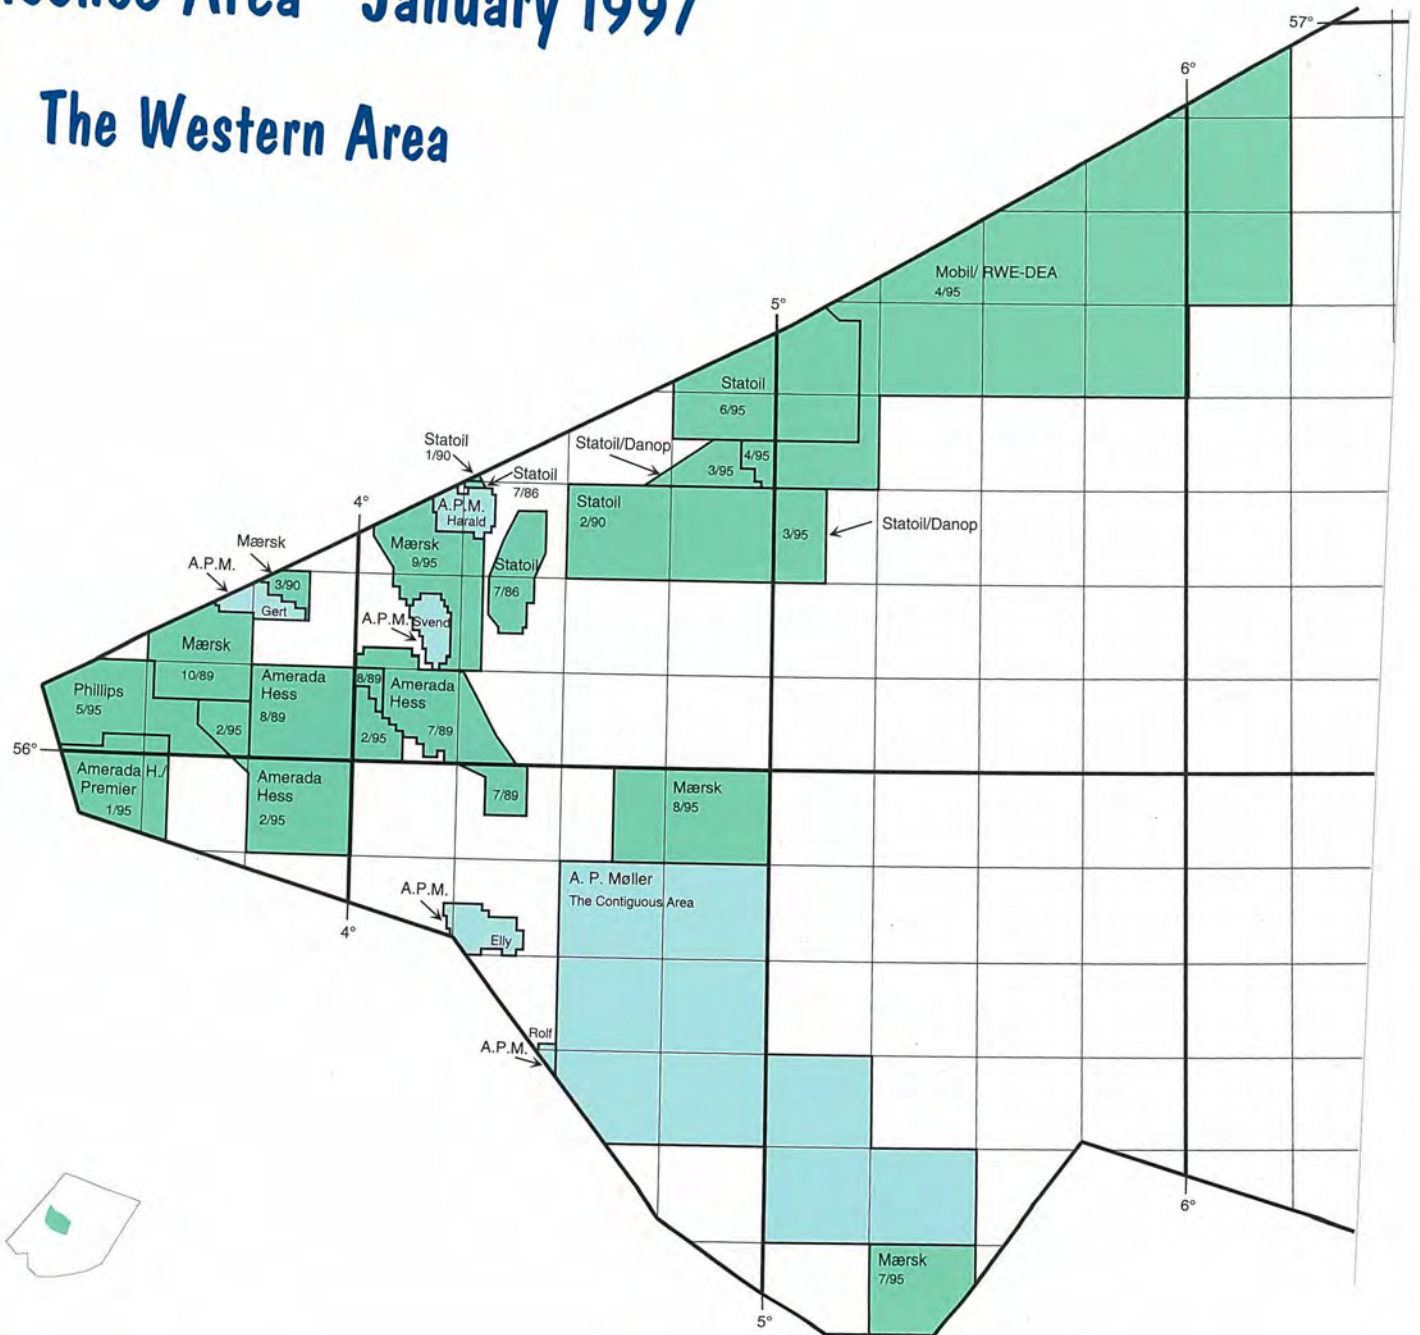 Area January 1997
The Western Area
57°
6°
Mobil/ RWE-DEA
4/95
5°
Statoil
6/95
Statoil
1/90
Statoil/Danop
4/95
3/95
Statoil
7/86
4°
A.P.M.
Harald
Statoil
2/90
3/95
Statoil/Danop
Mærsk
9/95
Mærsk
A.P.M.
3/90
Gert
Statoil
7/86
A.P.M.
Svend
Mærsk
10/89
Phillips
5/95
Amerada
Hess
8/89
8/89
Amerada
Hess
7/89
2/95
2/95
56°
Amerada H./
Premier
1/95
Amerada
Hess
2/95
7/89
Mærsk
8/95
A. P. Møller
The Contiguous Area
A.P.M.
Elly
4°
Rolf
A.P.M.
6°
Mærsk
7/95
5°